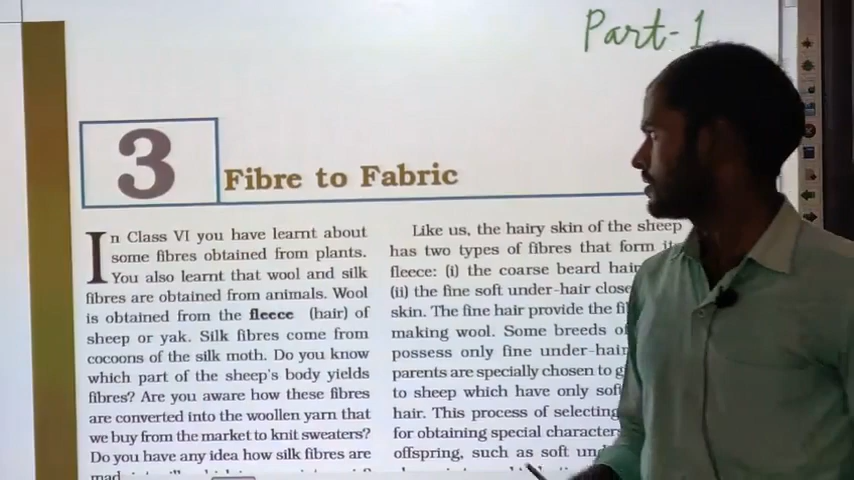 Part-1
3
Fibre to Fabric
In Class VI you have learnt about
some fibres obtained from plants.
You also learnt that wool and silk
fibres are obtained from animals. Wool
is obtained from the fleece (hair) of
sheep or yak. Silk fibres come from
cocoons of the silk moth. Do you know
which part of the sheep's body yields
fibres? Are you aware how these fibres
are converted into the woollen yarn that
we buy from the market to knit sweaters?
Do you have any idea how silk fibres are
Like us, the hairy skin of the sheep
has two types of fibres that form
fleece: (i) the coarse beard
(ii) the fine soft under-hair
skin. The fine hair provide the
making wool. Some breeds
possess only fine under-hair
parents are specially chosen to
to sheep which have only
hair. This process of selecting
for obtaining special
offspring, such as soft